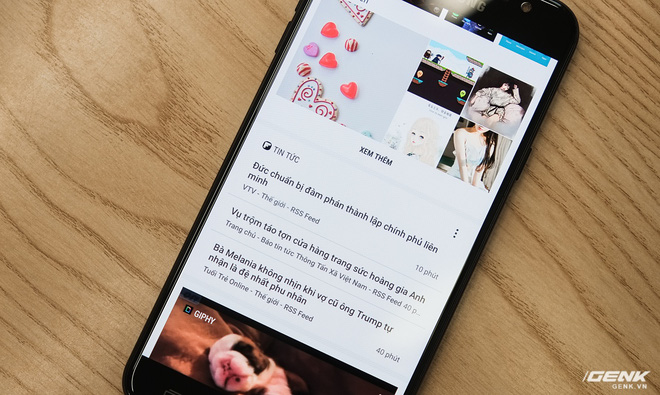 SAMSUNG
XEM THÊM
TIN TỨC
Đức chuẩn bị đàm phán thành lập chính phủ liên
minh
VTV - Thế giới - RSS Feed
10 phút
Vụ trộm táo tợn cửa hàng trang sức hoàng gia Anh
Trang chủ - Báo tin tức Thông Tấn Xã Việt Nam - RSS Feed 40 p...
Bà Melania không nhịn khi vợ cũ ông Trump tự
nhận là đệ nhất phu nhân
Tuổi Trẻ Online - Thế giới - RSS Feed
40 phút
GIPHY
GENK
GENK.VN